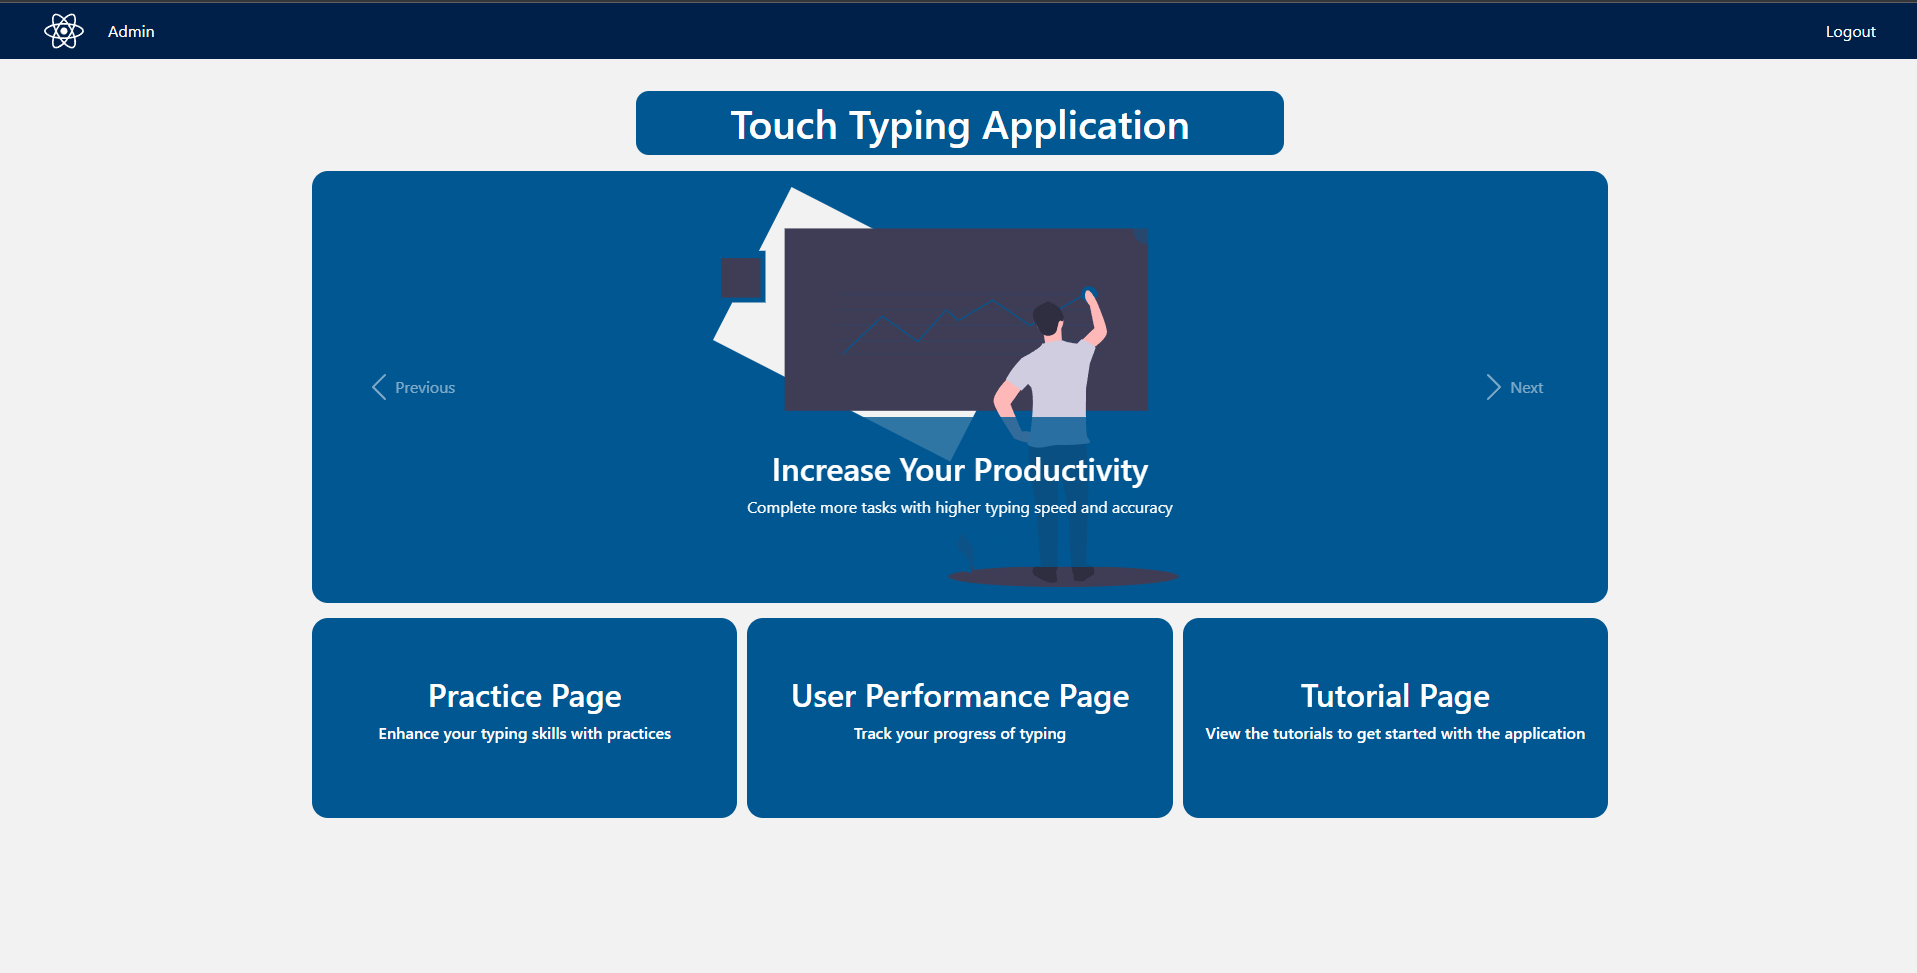 Admin
Logout
Touch Typing Application
Previous
Next
Increase Your Productivity
Complete more tasks with higher typing speed and accuracy
Practice Page
Enhance your typing skills with practices
User Performance Page
Track your progress of typing
Tutorial Page
View the tutorials to get started with the application